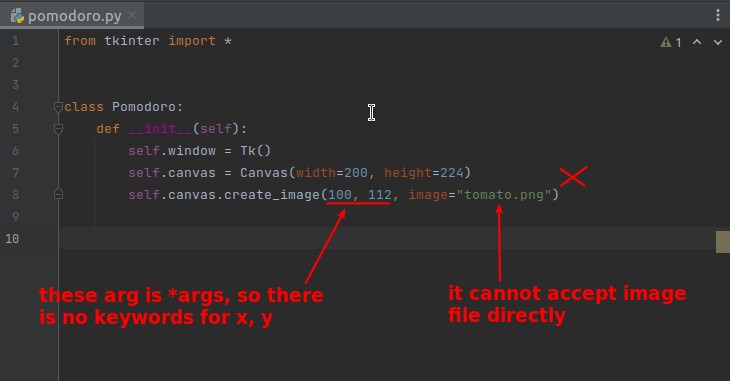 pomodoro.py
1 from tkinter import *
1
2
3
4 class Pomodoro:
5 def __init__(self):
6 self.window = Tk()
7 self.canvas = Canvas(width=200, height=224)
8 self.canvas.create_image(100, 112, image="tomato.png")
9
10
these arg is *args, so there
is no keywords for x, y
it cannot accept image
file directly